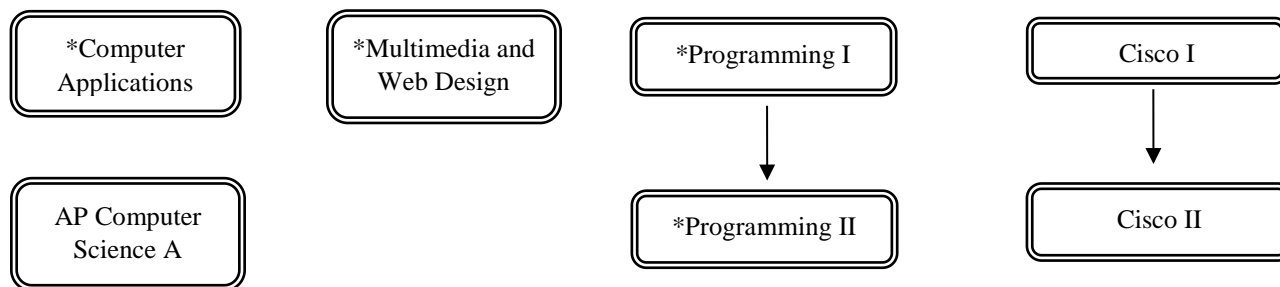 *Computer
Applications
*Multimedia and
Web Design
*Programming I
Cisco I
AP Computer
Science A
*Programming II
Cisco II